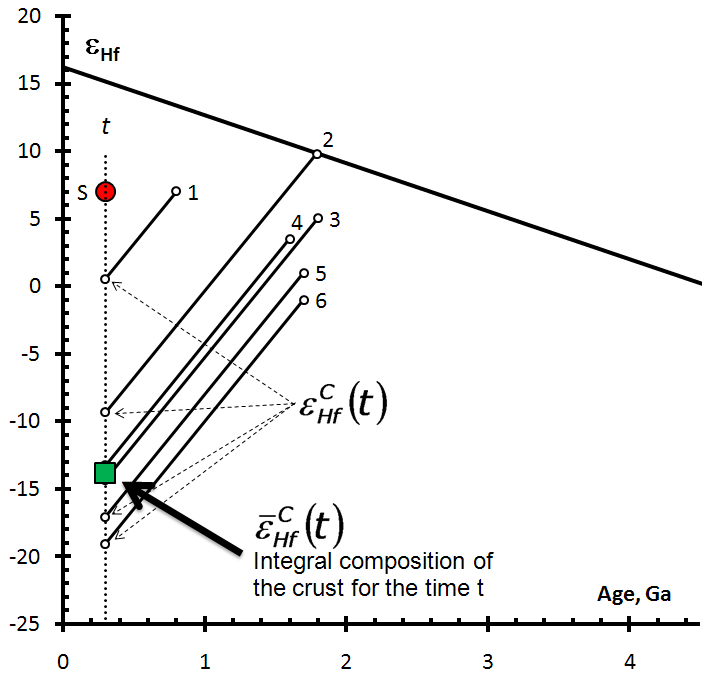 20
εHf
15
t
10
2
S
1
5
4
3
0
5
6
-5
εCHf(t)
-10
-15
ε̅CHf(t)
Integral composition of
the crust for the time t
-20
Age, Ga
-25
0 1 2 3 4